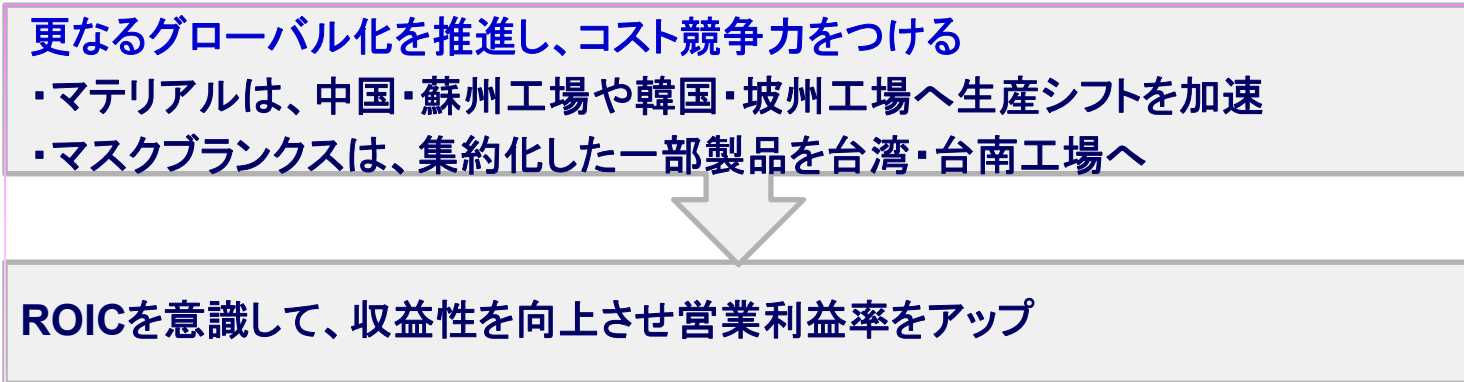 更なるグローバル化を推進し、コスト競争力をつける
・マテリアルは、中国・蘇州工場や韓国・坡州工場へ生産シフトを加速
・マスクブランクスは、集約化した一部製品を台湾・台南工場へ
ROICを意識して、収益性を向上させ営業利益率をアップ